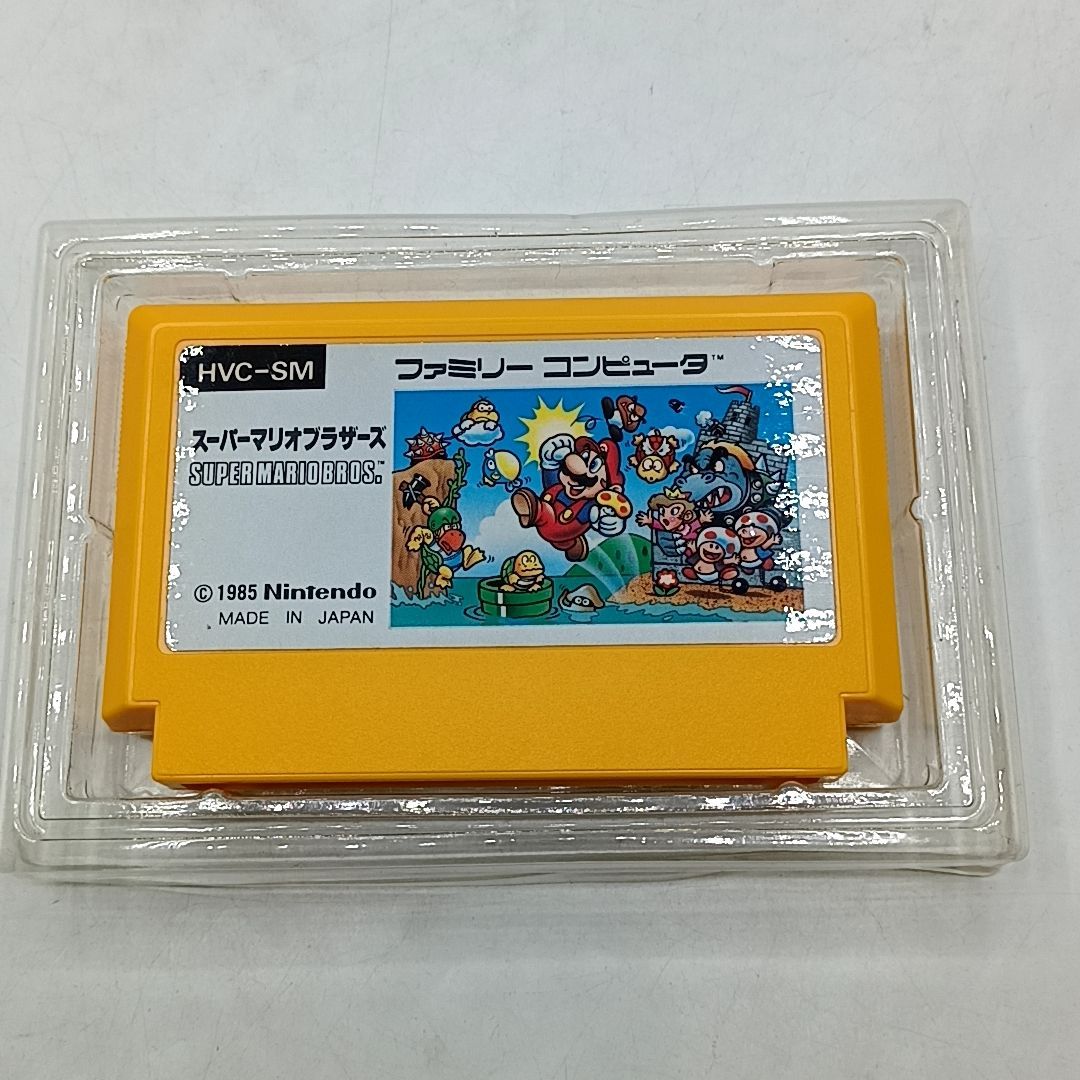 HVC-SM
ファミリー コンピュータ™
スーパーマリオブラザーズ
SUPER MARIO BROS.™
© 1985 Nintendo
MADE IN JAPAN